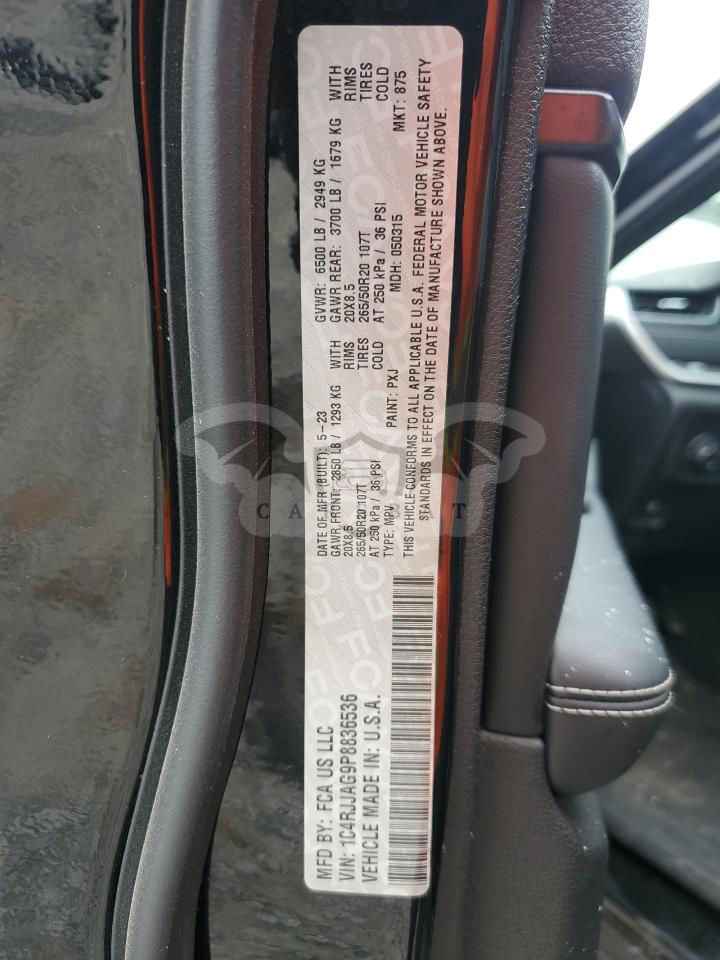 MFD BY: FCA US LLC
VIN: 1C4RJJAG9P8836536
VEHICLE MADE IN: U.S.A.
DATE OF MFR (BUILT): 5-23
GAWR FRONT: 2850 LB / 1293 KG WITH
20X8.5 RIMS
265/50R20 107T TIRES
AT 250 kPa / 36 PSI COLD
TYPE: MPV PAINT: PXJ
GVWR: 6500 LB / 2949 KG
GAWR REAR: 3700 LB / 1679 KG WITH
20X8.5 RIMS
265/50R20 107T TIRES
AT 250 kPa / 36 PSI COLD
MDH: 050315 MKT: 875
THIS VEHICLE CONFORMS TO ALL APPLICABLE U.S.A. FEDERAL MOTOR VEHICLE SAFETY
STANDARDS IN EFFECT ON THE DATE OF MANUFACTURE SHOWN ABOVE.